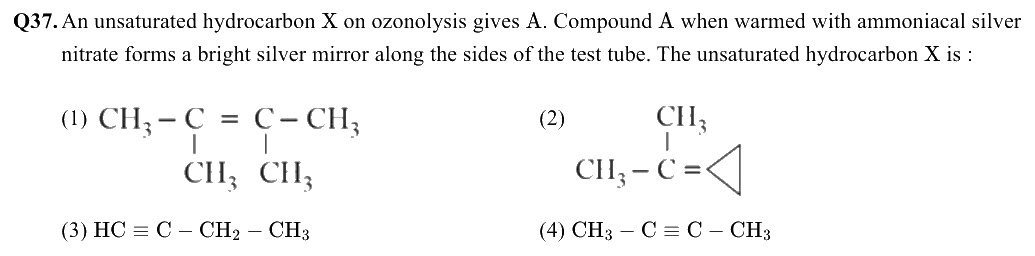 Q37. An unsaturated hydrocarbon X on ozonolysis gives A. Compound A when warmed with ammoniacal silver
nitrate forms a bright silver mirror along the sides of the test tube. The unsaturated hydrocarbon X is :
(1) CH₃ – C = C – CH₃
CH₃ CH₃
(2)
CH₃
CH₃ – C =
(3) HC ≡ C – CH₂ – CH₃
(4) CH₃ – C ≡ C – CH₃